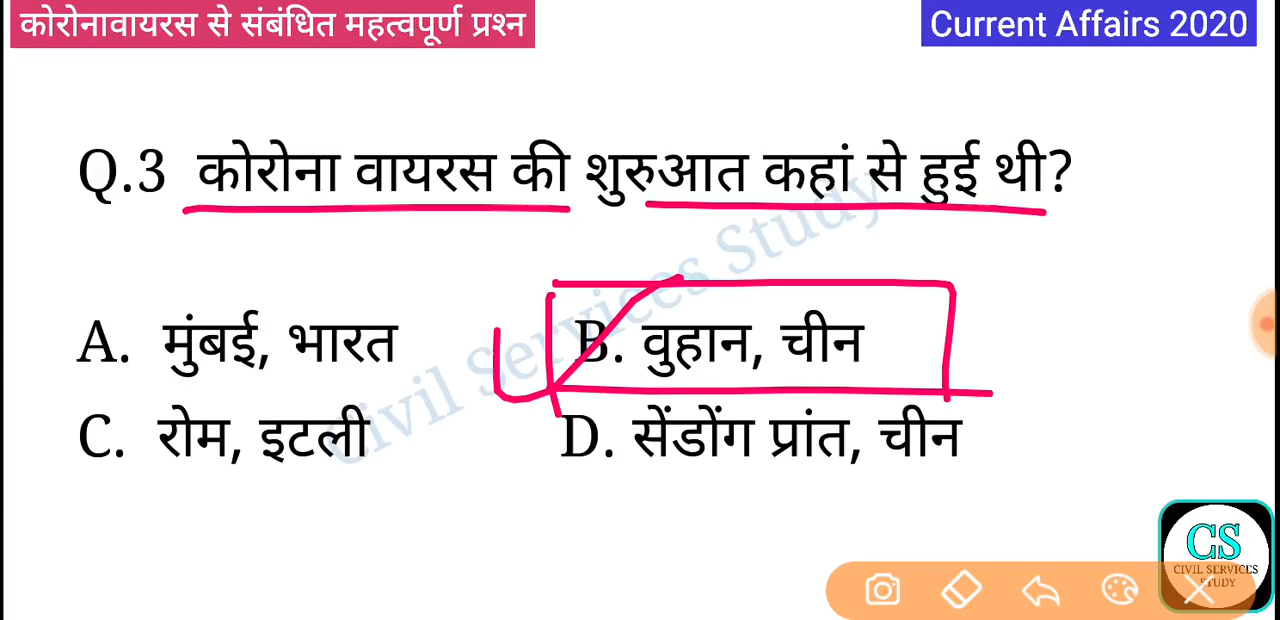 कोरोनावायरस से संबंधित महत्वपूर्ण प्रश्न
Current Affairs 2020
Q.3 कोरोना वायरस की शुरुआत कहां से हुई थी?
A. मुंबई, भारत
B. वुहान, चीन
C. रोम, इटली
D. सेंडोंग प्रांत, चीन
Civil Services Study
CS
CIVIL SERVICES
STUDY